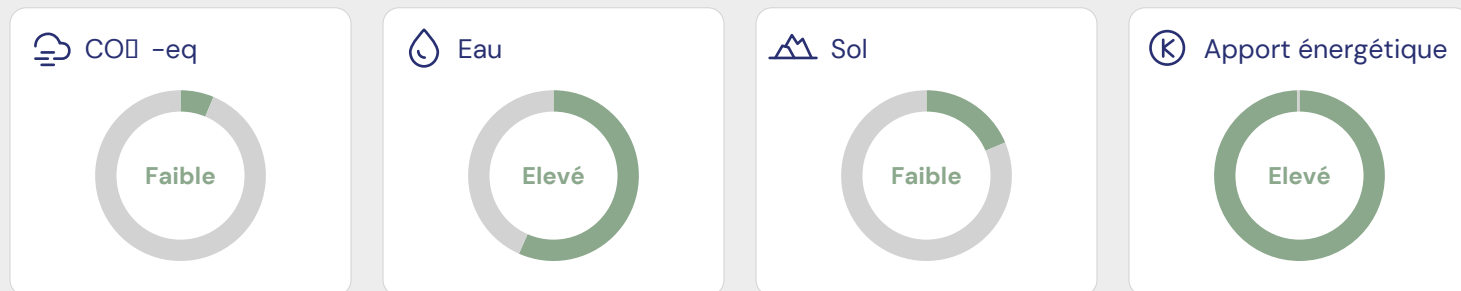 CO▯ -eq
Faible
Eau
Elevé
Sol
Faible
Apport énergétique
Elevé